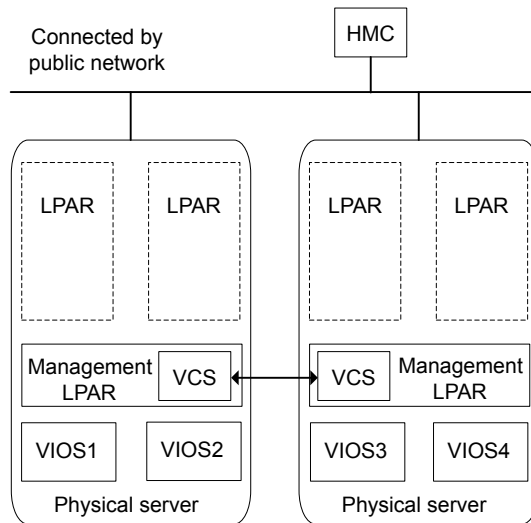 Connected by
public network
HMC
LPAR
LPAR
LPAR
LPAR
Management
LPAR
VCS
VCS
Management
LPAR
VIOS1
VIOS2
VIOS3
VIOS4
Physical server
Physical server